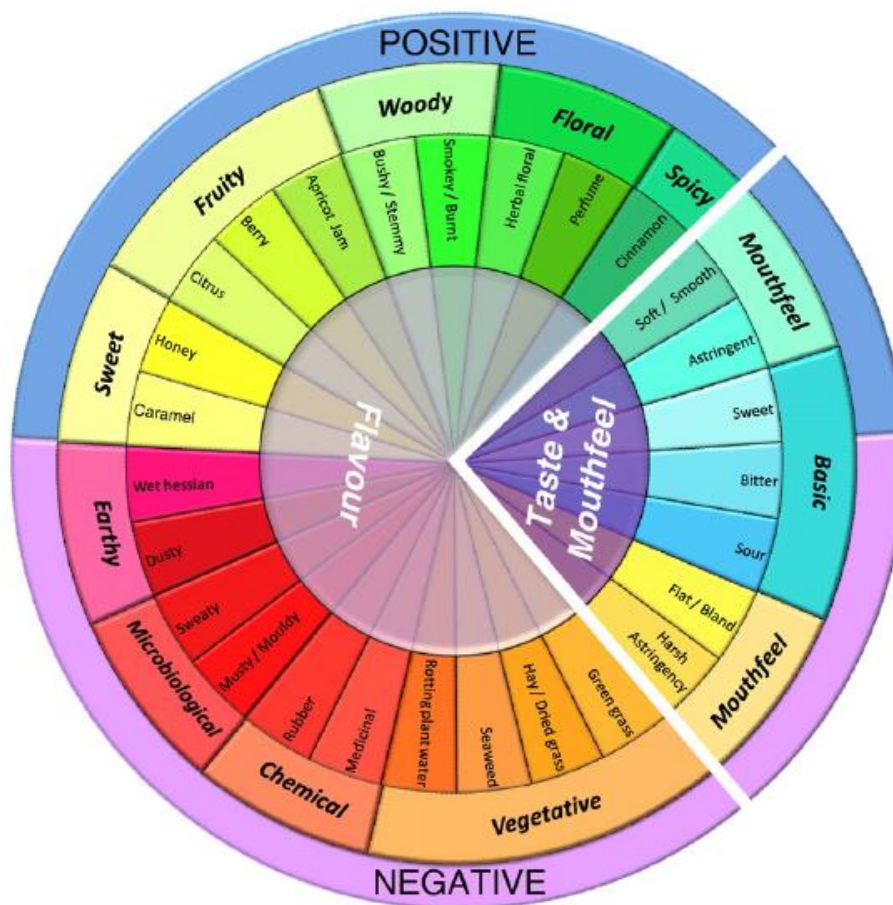 POSITIVE
Woody
Floral
Spicy
Mouthfeel
Basic
Mouthfeel
Vegetative
Chemical
Microbiological
Earthy
Sweet
Fruity
Bushy / Stemmy
Smokey / Burnt
Herbal floral
Perfume
Cinnamon
Soft / Smooth
Astringent
Sweet
Bitter
Sour
Flat / Bland
Harsh
Astringency
Green grass
Hay / Dried grass
Seaweed
Rotting plant water
Medicinal
Rubber
Musty / Mouldy
Sweaty
Dusty
Wet hessian
Caramel
Honey
Citrus
Berry
Apricot Jam
Flavour
Taste &
Mouthfeel
NEGATIVE